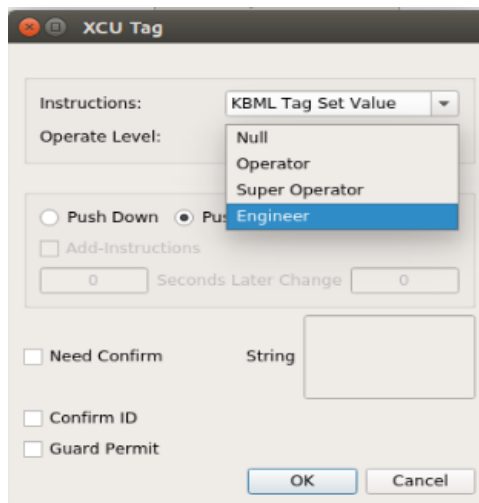 XCU Tag
Instructions: KBML Tag Set Value
Operate Level:
Null
Operator
Super Operator
Engineer
Push Down Pu
Add-Instructions
0 Seconds Later Change 0
Need Confirm String
Confirm ID
Guard Permit
OK Cancel